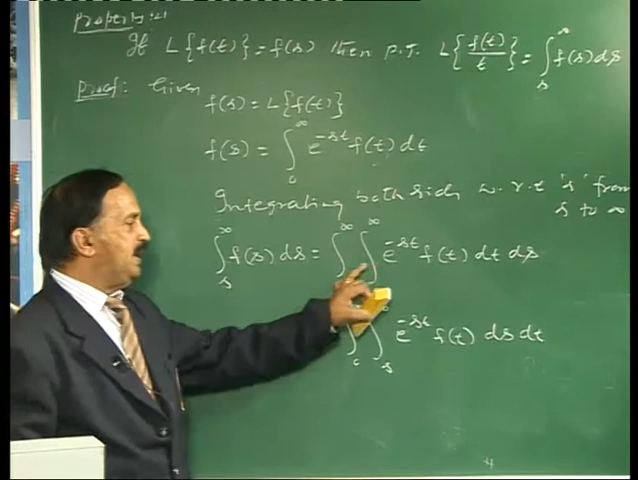 Property:
If L{f(t)} = f(s) then P.T. L{f(t)/t} = ∫_s^∞ f(s) ds
Proof: Given
f(s) = L{f(t)}
f(s) = ∫_0^∞ e^{-st} f(t) dt
Integrating both side w.r.t 's' from
s to ∞
∫_s^∞ f(s) ds = ∫^∞ ∫^∞ e^{-st} f(t) dt ds
∫_0 ∫_s e^{-st} f(t) ds dt